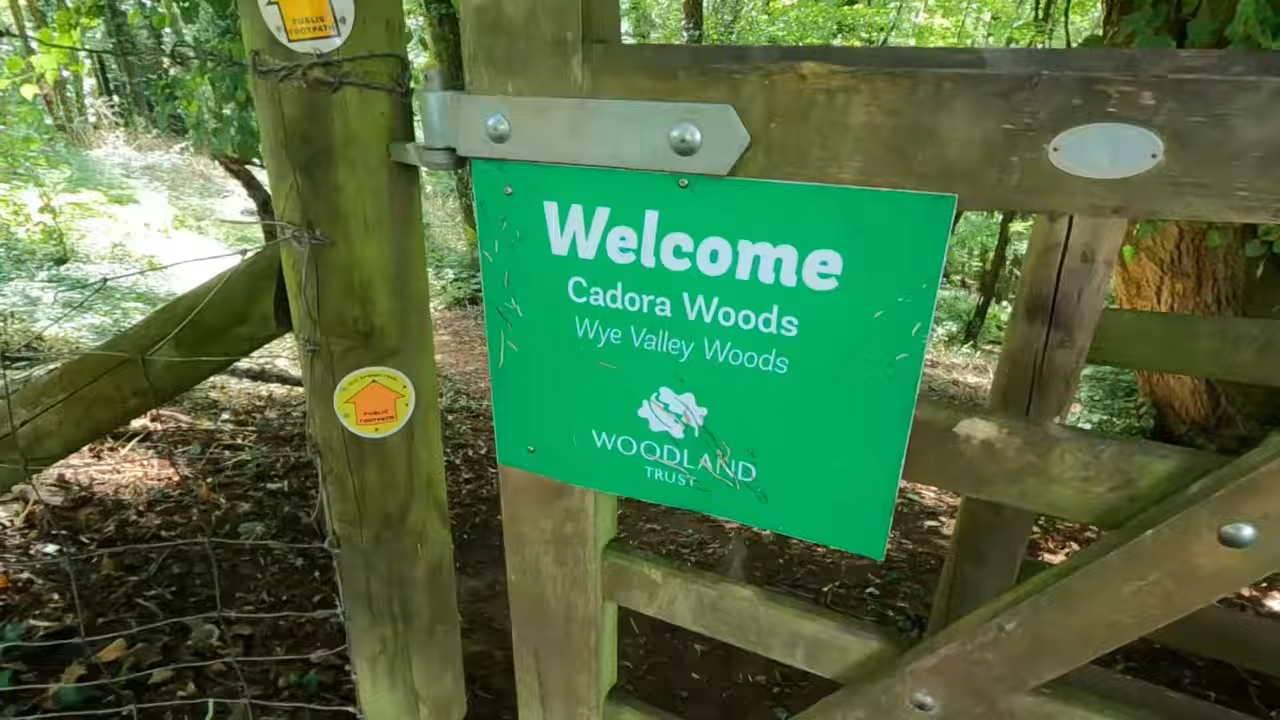 PUBLIC
FOOTPATH
Welcome
Cadora Woods
Wye Valley Woods
WOODLAND
TRUST
PUBLIC
FOOTPATH